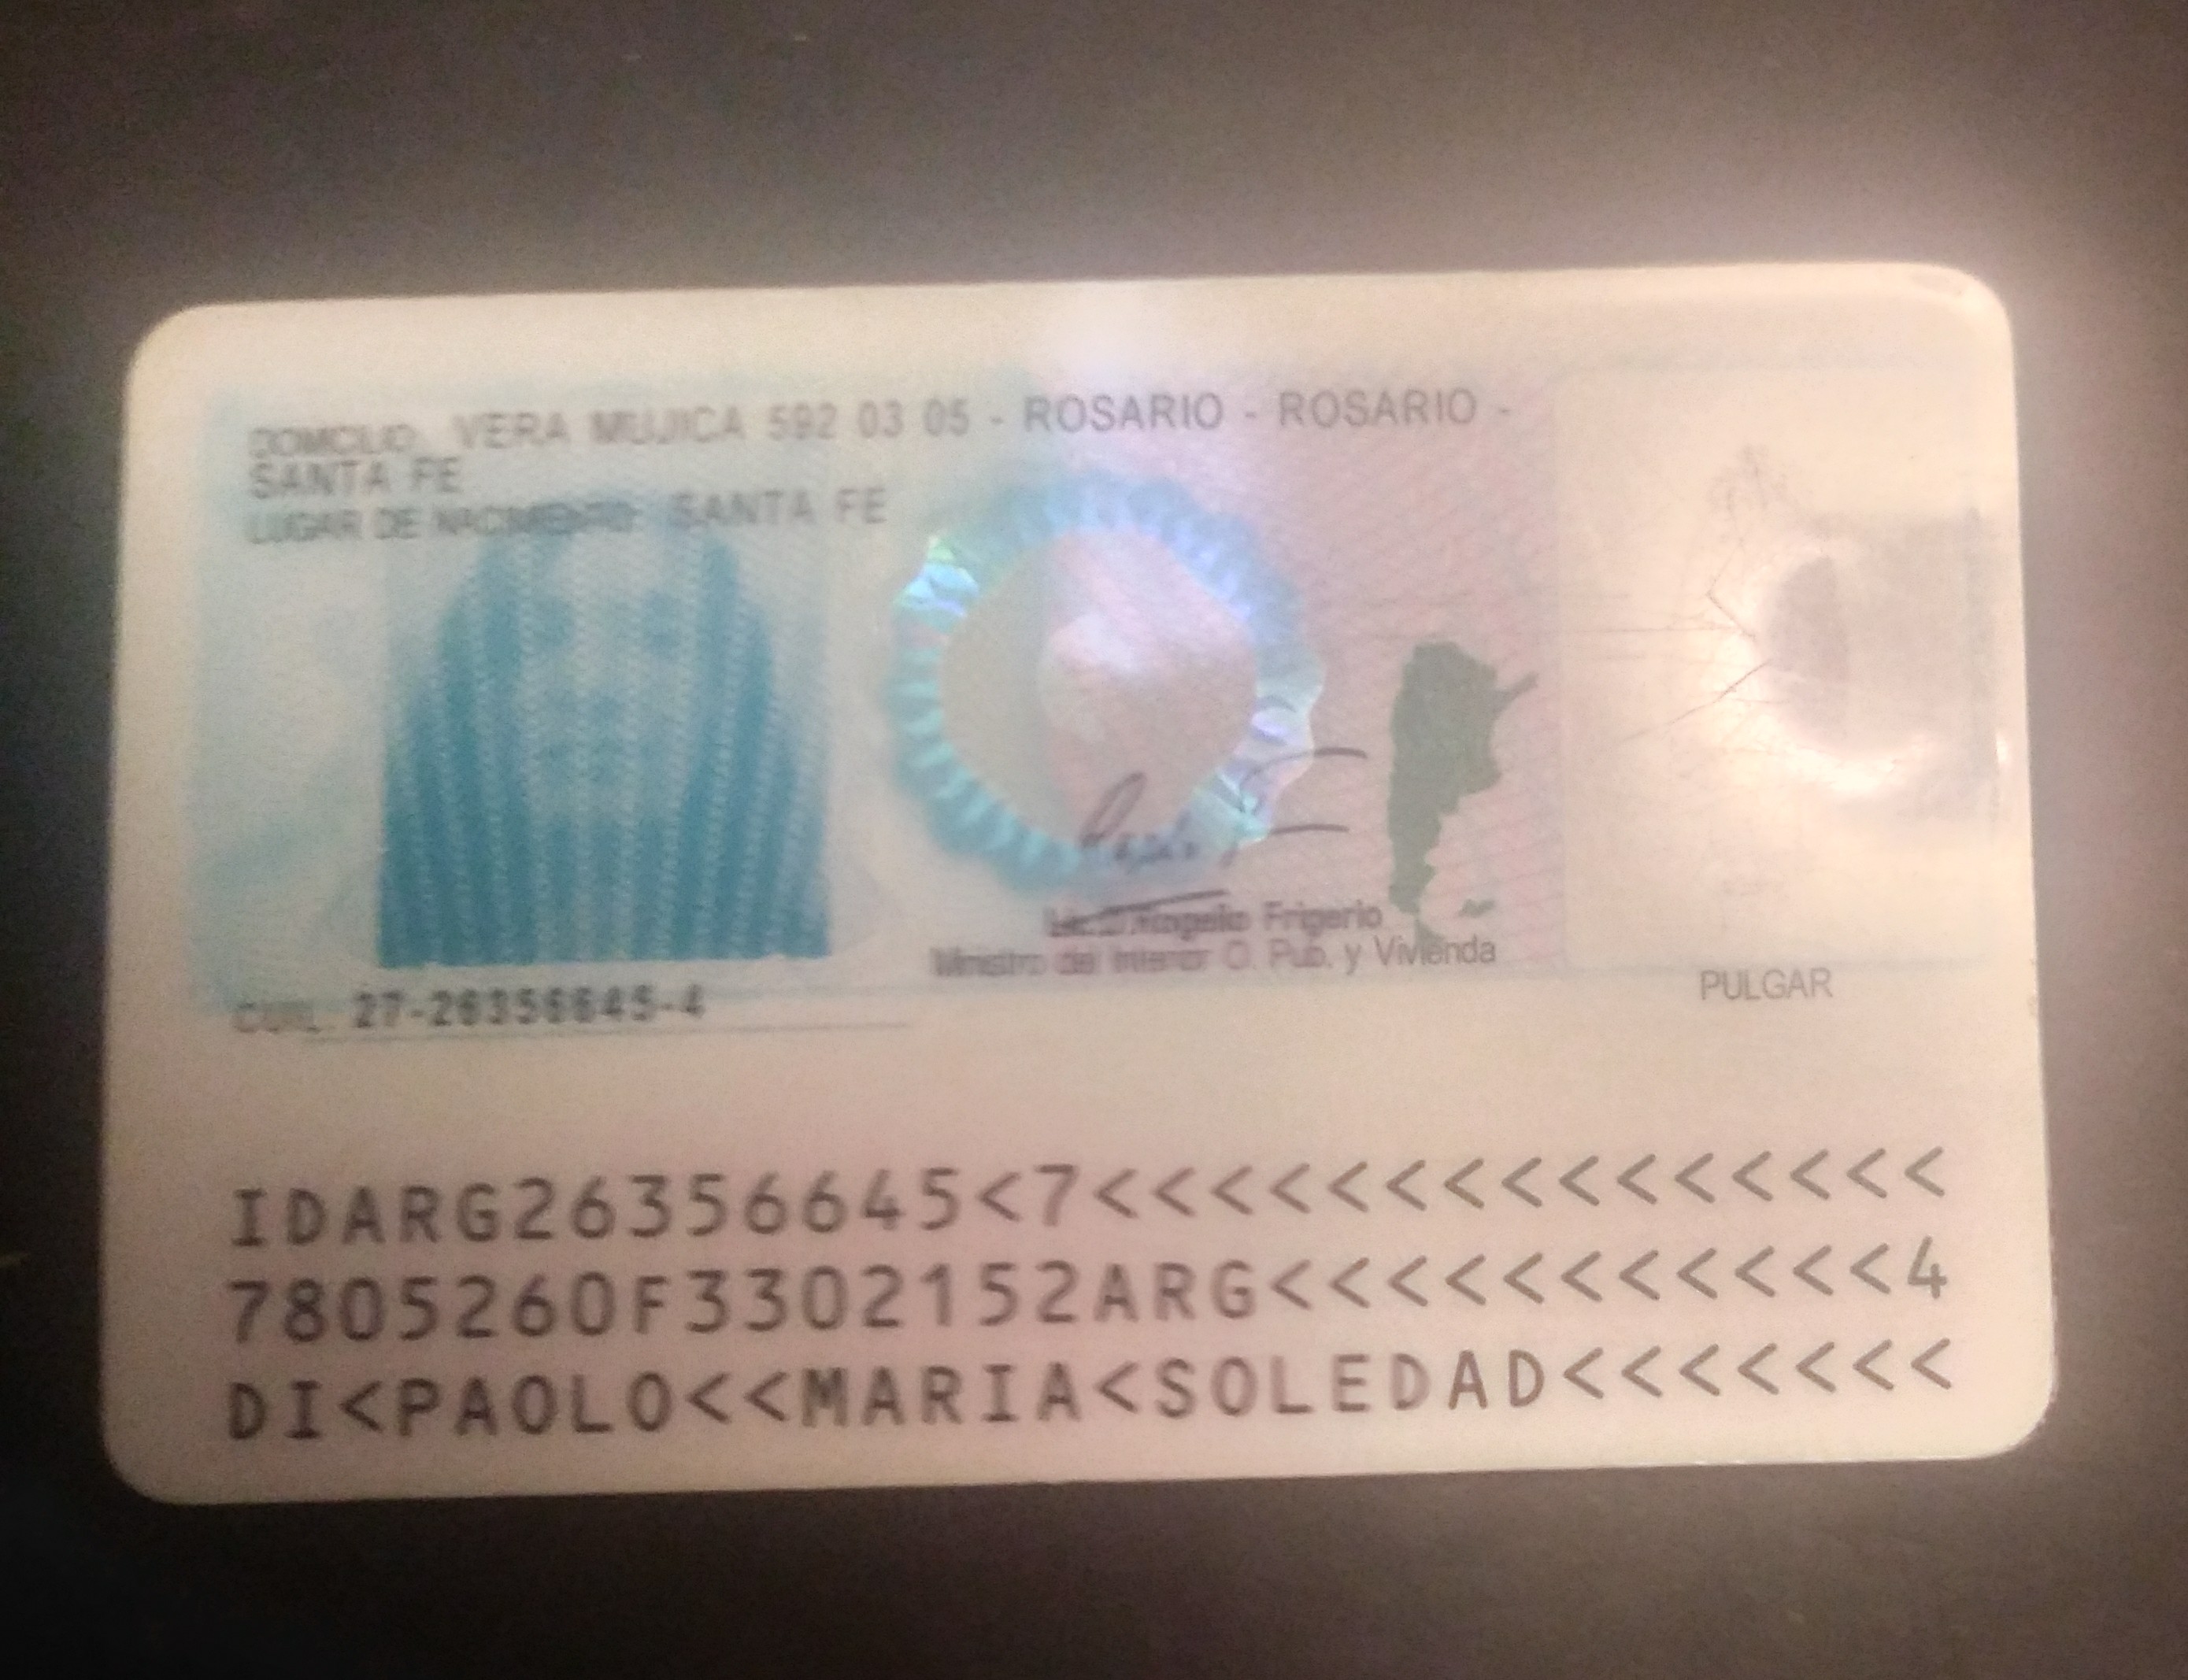 DOMICILIO: VERA MUJICA 592 03 05 - ROSARIO - ROSARIO -
SANTA FE
LUGAR DE NACIMIENTO: SANTA FE
Rogelio Frigerio
Ministro del Interior O. Pub. y Vivienda
PULGAR
CUIL: 27-26356645-4
IDARG26356645<7<<<<<<<<<<<<<<<
7805260F3302152ARG<<<<<<<<<<<4
DI<PAOLO<<MARIA<SOLEDAD<<<<<<<